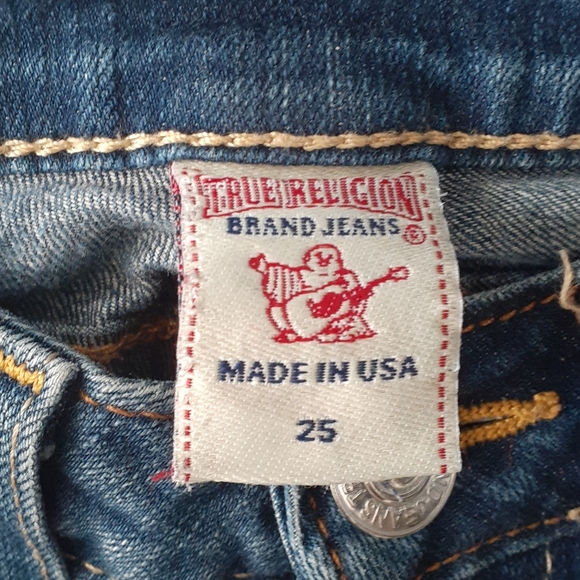 TRUE RELIGION
BRAND JEANS ®
MADE IN USA
25